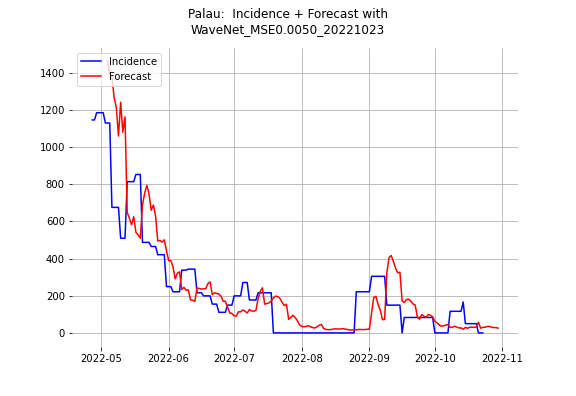 Palau:  Incidence + Forecast with
WaveNet_MSE0.0050_20221023
Incidence
Forecast
1400
1200
1000
800
600
400
200
0
2022-05 2022-06 2022-07 2022-08 2022-09 2022-10 2022-11